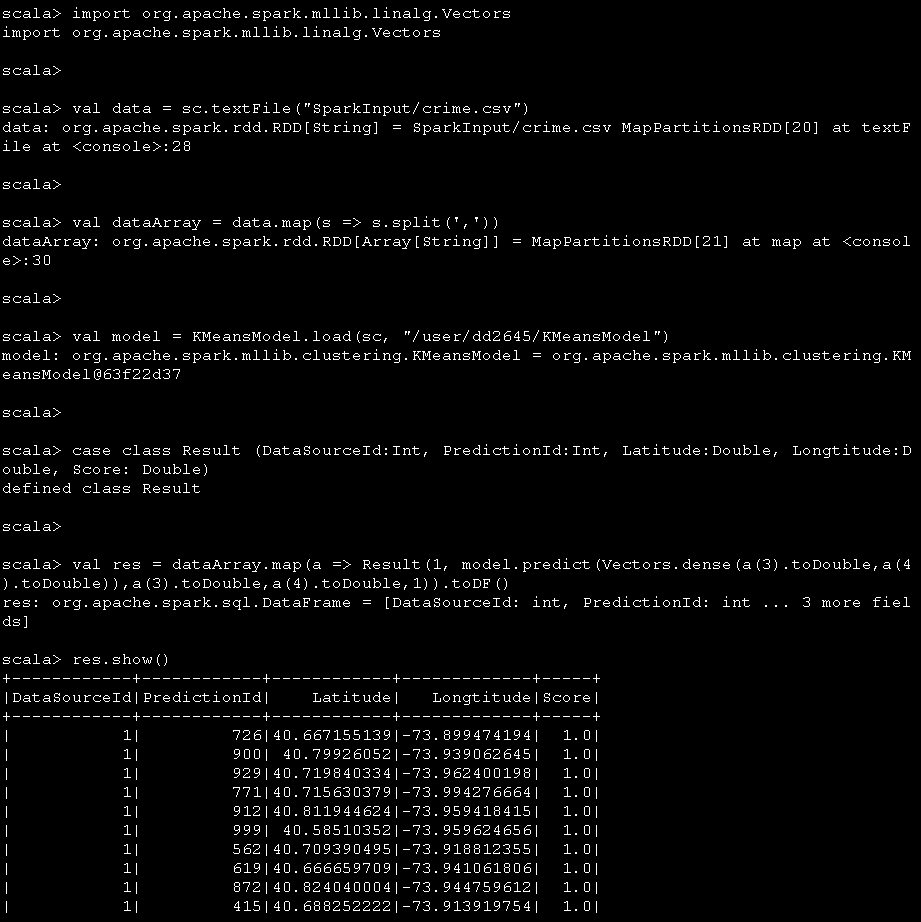 scala> import org.apache.spark.mllib.linalg.Vectors
import org.apache.spark.mllib.linalg.Vectors
scala>
scala> val data = sc.textFile("SparkInput/crime.csv")
data: org.apache.spark.rdd.RDD[String] = SparkInput/crime.csv MapPartitionsRDD[20] at textF
ile at <console>:28
scala>
scala> val dataArray = data.map(s => s.split(','))
dataArray: org.apache.spark.rdd.RDD[Array[String]] = MapPartitionsRDD[21] at map at <consol
e>:30
scala>
scala> val model = KMeansModel.load(sc, "/user/dd2645/KMeansModel")
model: org.apache.spark.mllib.clustering.KMeansModel = org.apache.spark.mllib.clustering.KM
eansModel@63f22d37
scala>
scala> case class Result (DataSourceId:Int, PredictionId:Int, Latitude:Double, Longtitude:D
ouble, Score: Double)
defined class Result
scala>
scala> val res = dataArray.map(a => Result(1, model.predict(Vectors.dense(a(3).toDouble,a(4
).toDouble)),a(3).toDouble,a(4).toDouble,1)).toDF()
res: org.apache.spark.sql.DataFrame = [DataSourceId: int, PredictionId: int ... 3 more fiel
ds]
scala> res.show()
+------------+------------+------------+-------------+-----+
|DataSourceId|PredictionId|    Latitude|   Longtitude|Score|
+------------+------------+------------+-------------+-----+
|           1|         726|40.667155139|-73.899474194|  1.0|
|           1|         900| 40.79926052|-73.939062645|  1.0|
|           1|         929|40.719840334|-73.962400198|  1.0|
|           1|         771|40.715630379|-73.994276664|  1.0|
|           1|         912|40.811944624|-73.959418415|  1.0|
|           1|         999| 40.58510352|-73.959624656|  1.0|
|           1|         562|40.709390495|-73.918812355|  1.0|
|           1|         619|40.666659709|-73.941061806|  1.0|
|           1|         872|40.824040004|-73.944759612|  1.0|
|           1|         415|40.688252222|-73.913919754|  1.0|